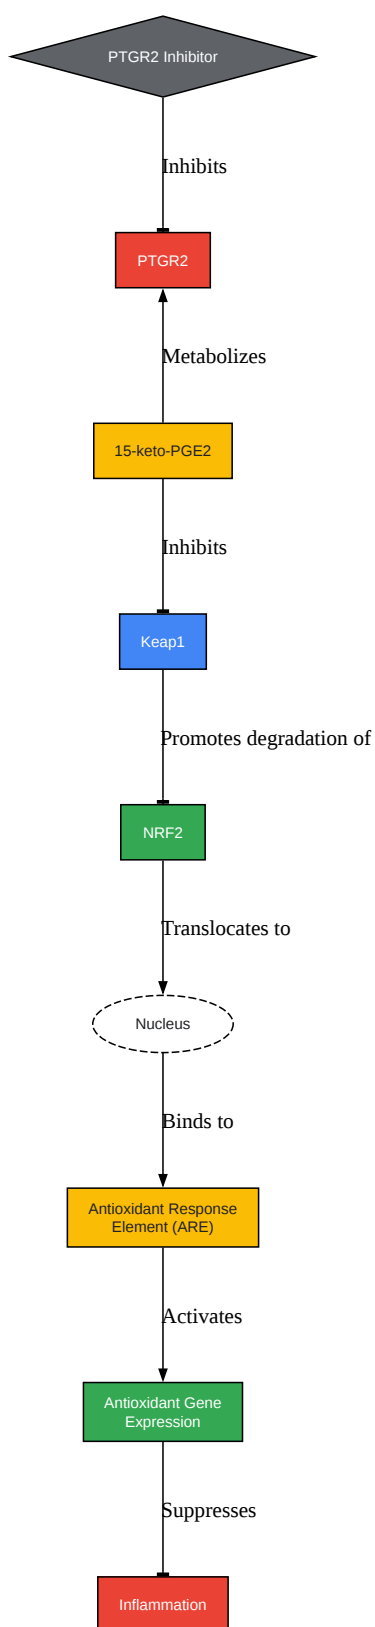 PTGR2 Inhibitor
Inhibits
PTGR2
Metabolizes
15-keto-PGE2
Inhibits
Keap1
Promotes degradation of
NRF2
Translocates to
Nucleus
Binds to
Antioxidant Response
Element (ARE)
Activates
Antioxidant Gene
Expression
Suppresses
Inflammation